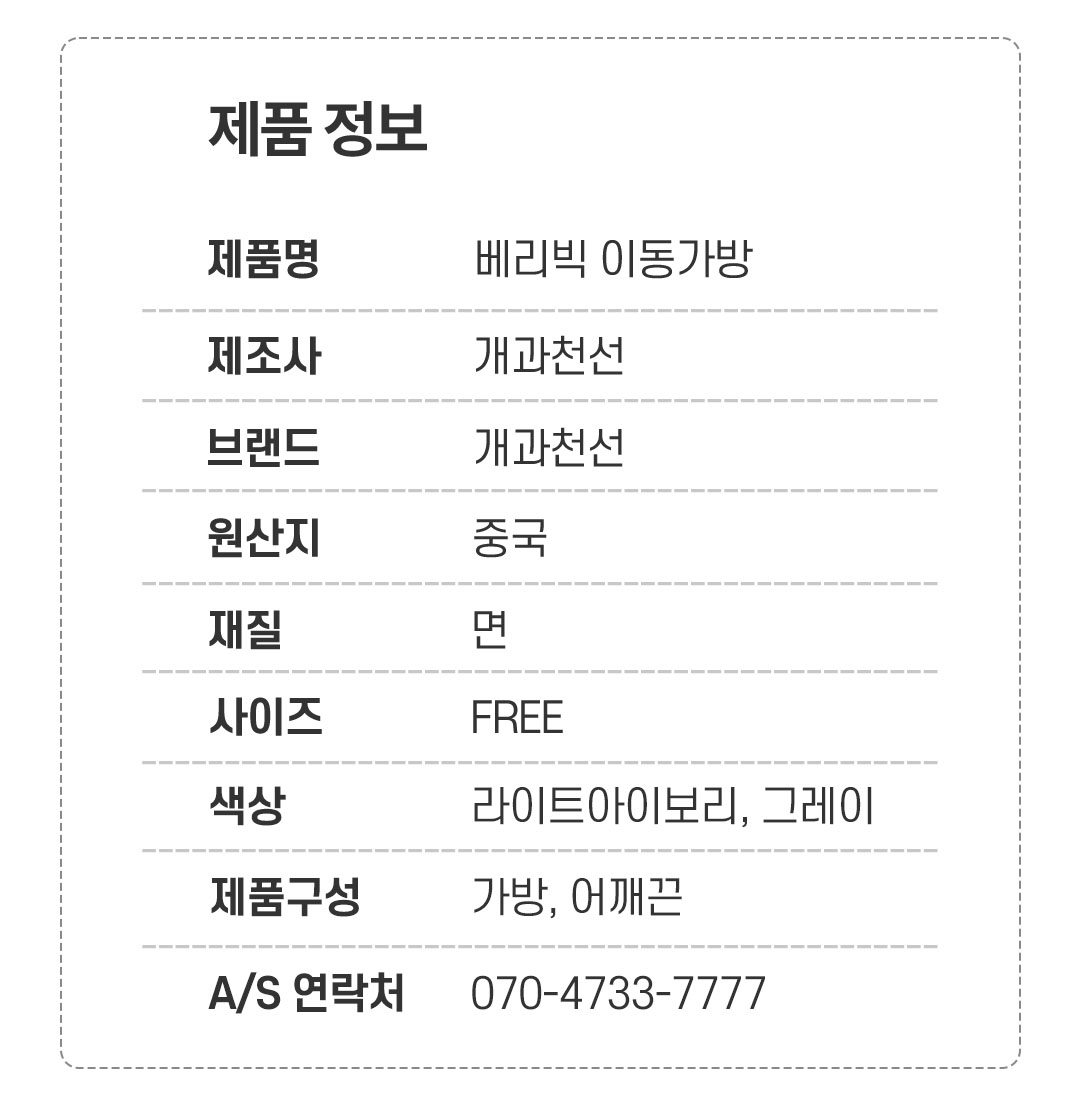 제품 정보
제품명 베리빅 이동가방
제조사 개과천선
브랜드 개과천선
원산지 중국
재질 면
사이즈 FREE
색상 라이트아이보리, 그레이
제품구성 가방, 어깨끈
A/S 연락처 070-4733-7777